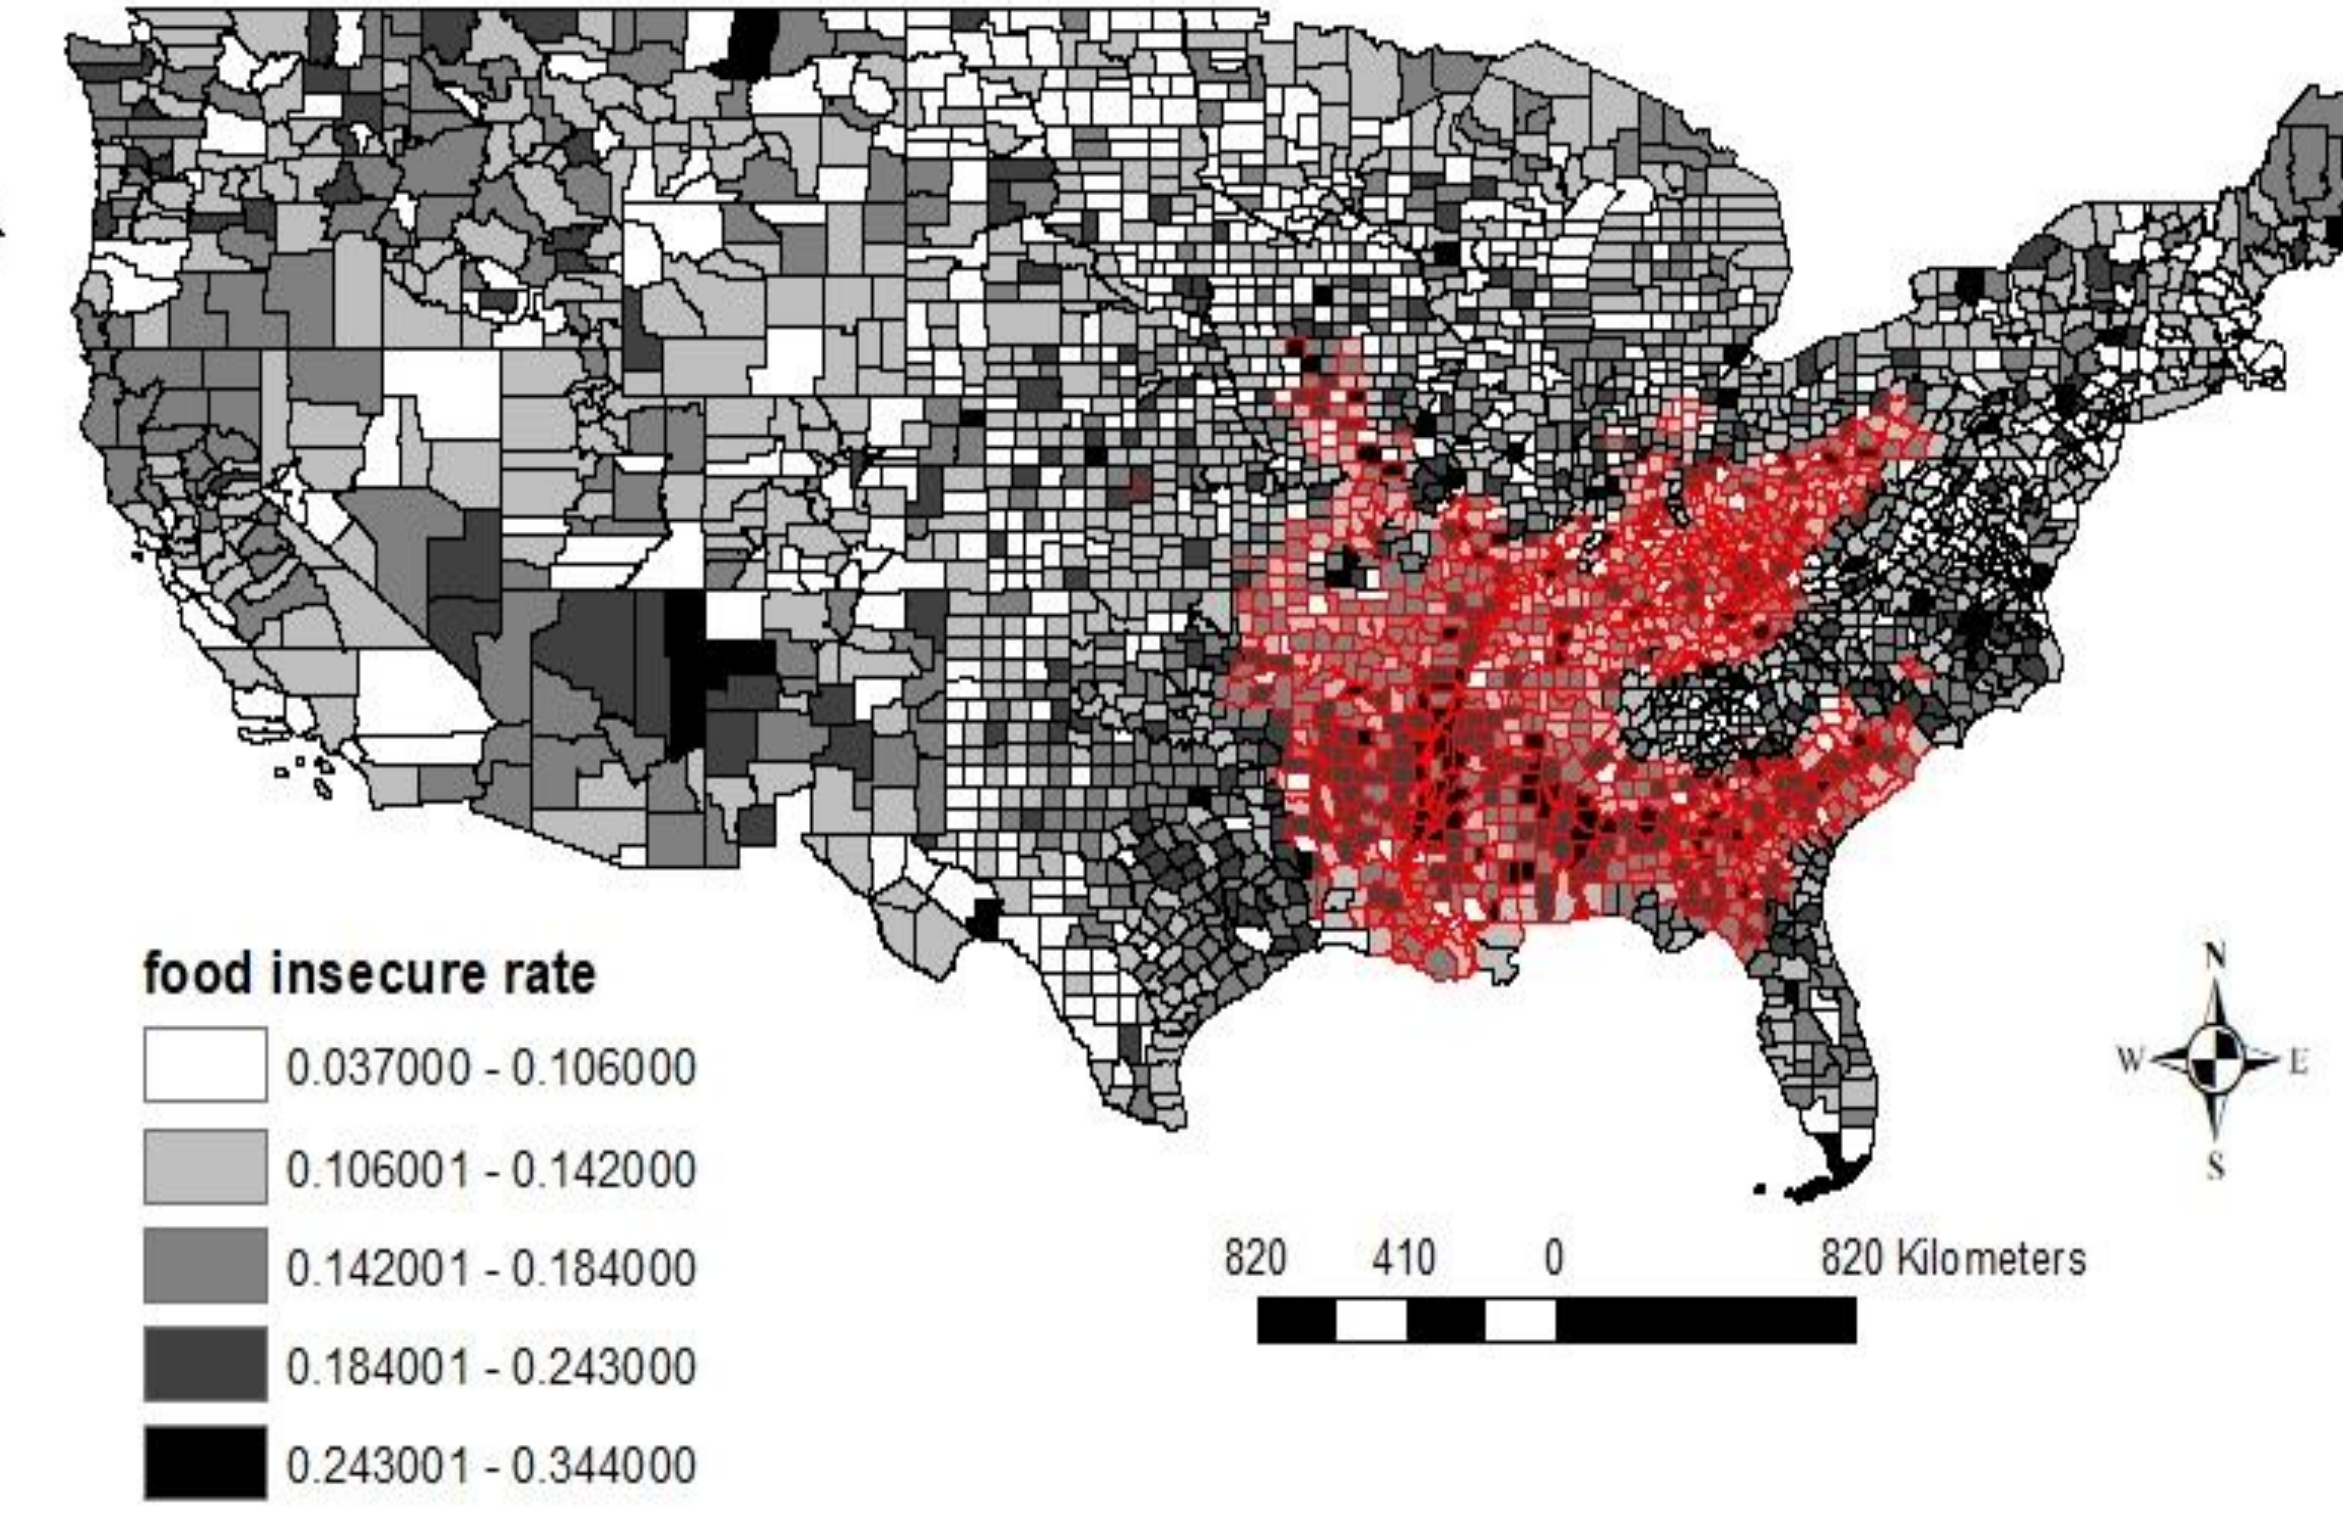 food insecure rate
0.037000 - 0.106000
0.106001 - 0.142000
0.142001 - 0.184000
0.184001 - 0.243000
0.243001 - 0.344000
N
W E
S
820 410 0 820 Kilometers